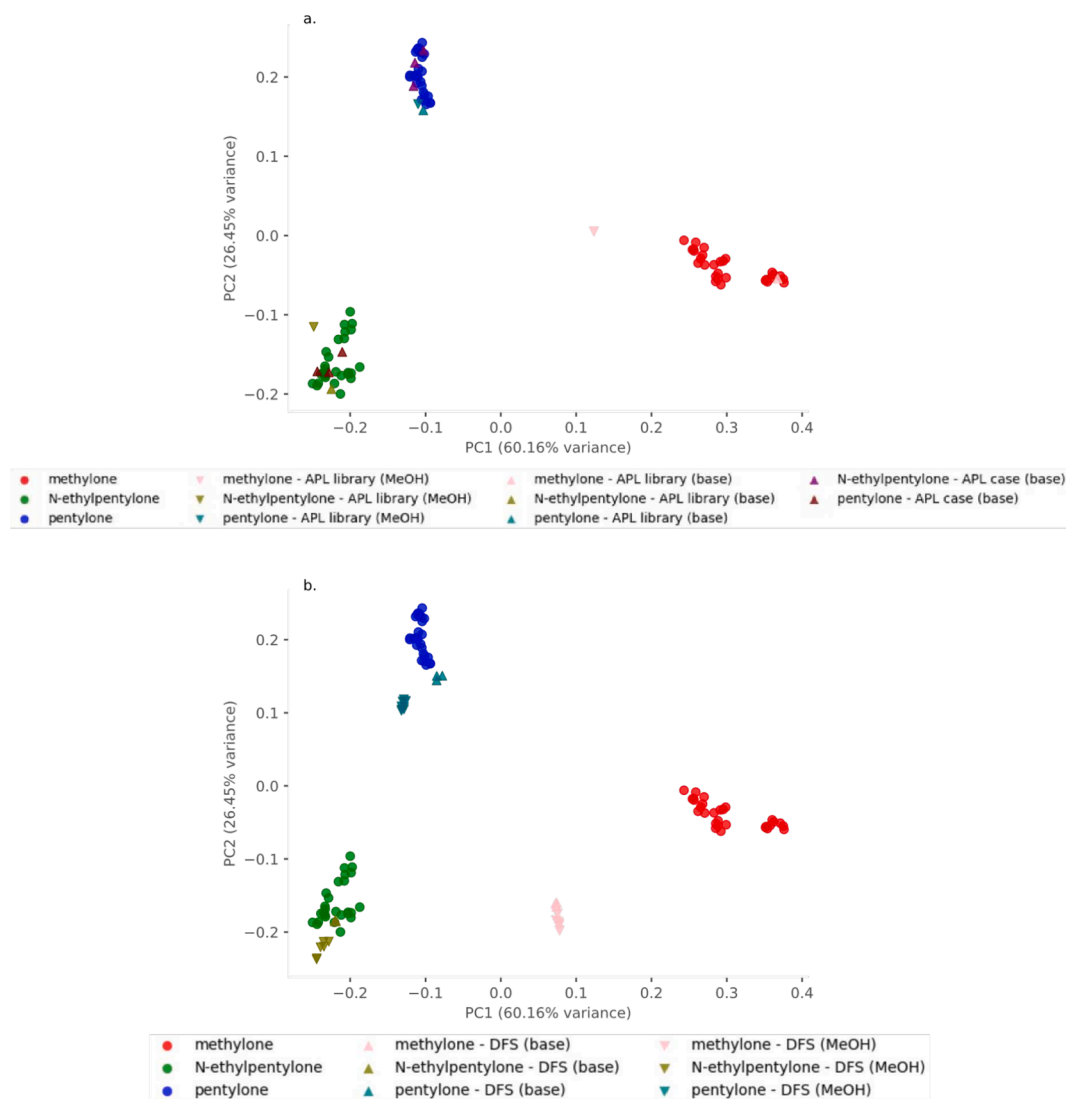 a.
0.2
0.1
0.0
−0.1
−0.2
PC2 (26.45% variance)
−0.2 −0.1 0.0 0.1 0.2 0.3 0.4
PC1 (60.16% variance)
methylone methylone - APL library (MeOH) methylone - APL library (base) N-ethylpentylone - APL case (base)
N-ethylpentylone N-ethylpentylone - APL library (MeOH) N-ethylpentylone - APL library (base) pentylone - APL case (base)
pentylone pentylone - APL library (MeOH) pentylone - APL library (base)
b.
0.2
0.1
0.0
−0.1
−0.2
PC2 (26.45% variance)
−0.2 −0.1 0.0 0.1 0.2 0.3 0.4
PC1 (60.16% variance)
methylone methylone - DFS (base) methylone - DFS (MeOH)
N-ethylpentylone N-ethylpentylone - DFS (base) N-ethylpentylone - DFS (MeOH)
pentylone pentylone - DFS (base) pentylone - DFS (MeOH)